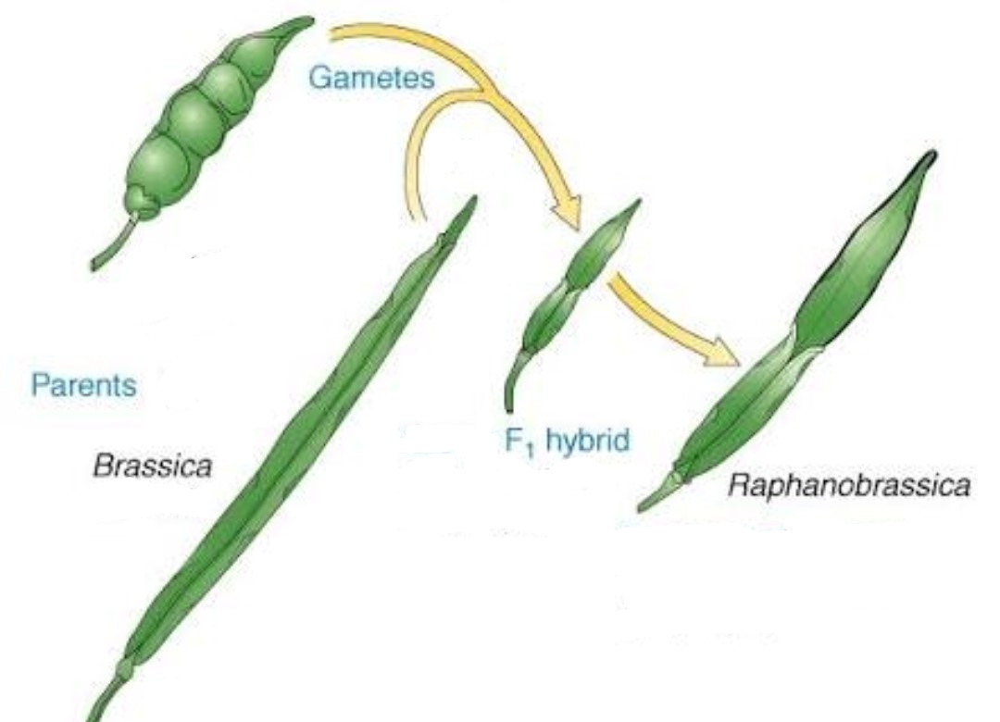 Gametes
Parents
Brassica
F₁ hybrid
Raphanobrassica